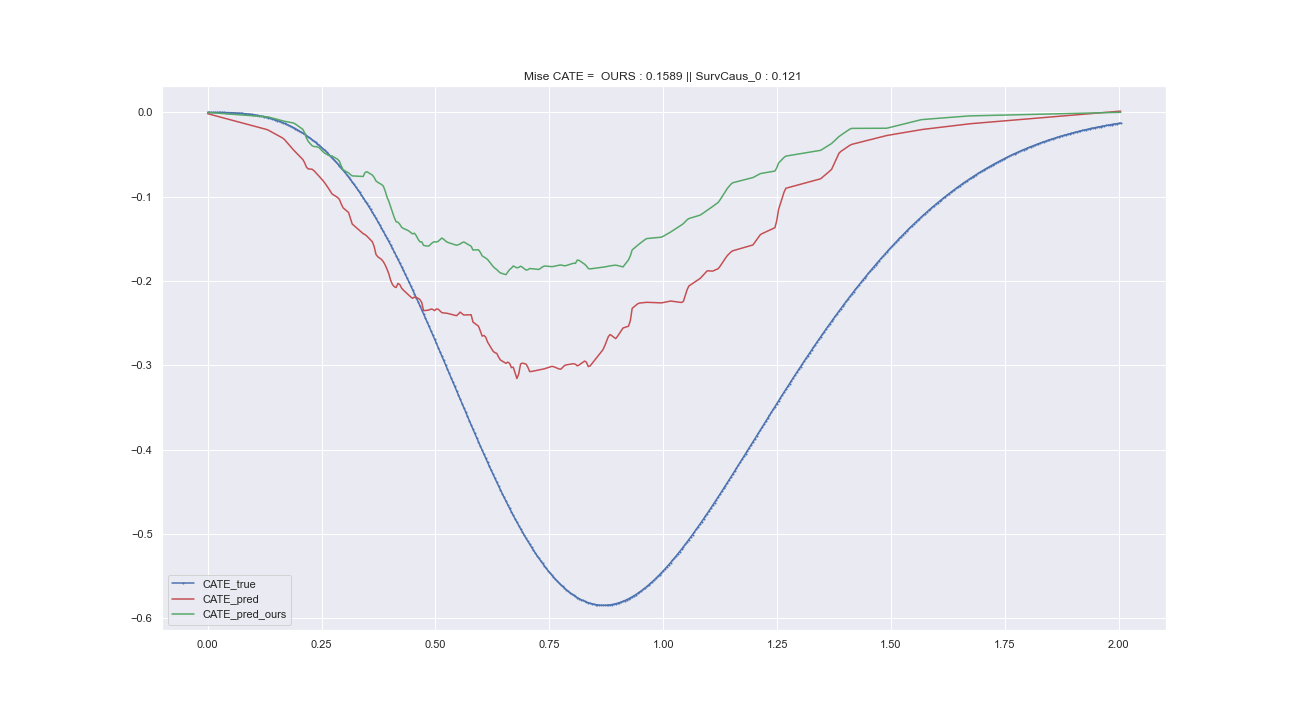 Mise CATE =  OURS : 0.1589 || SurvCaus_0 : 0.121
0.0
−0.1
−0.2
−0.3
−0.4
−0.5
−0.6
CATE_true
CATE_pred
CATE_pred_ours
0.00 0.25 0.50 0.75 1.00 1.25 1.50 1.75 2.00